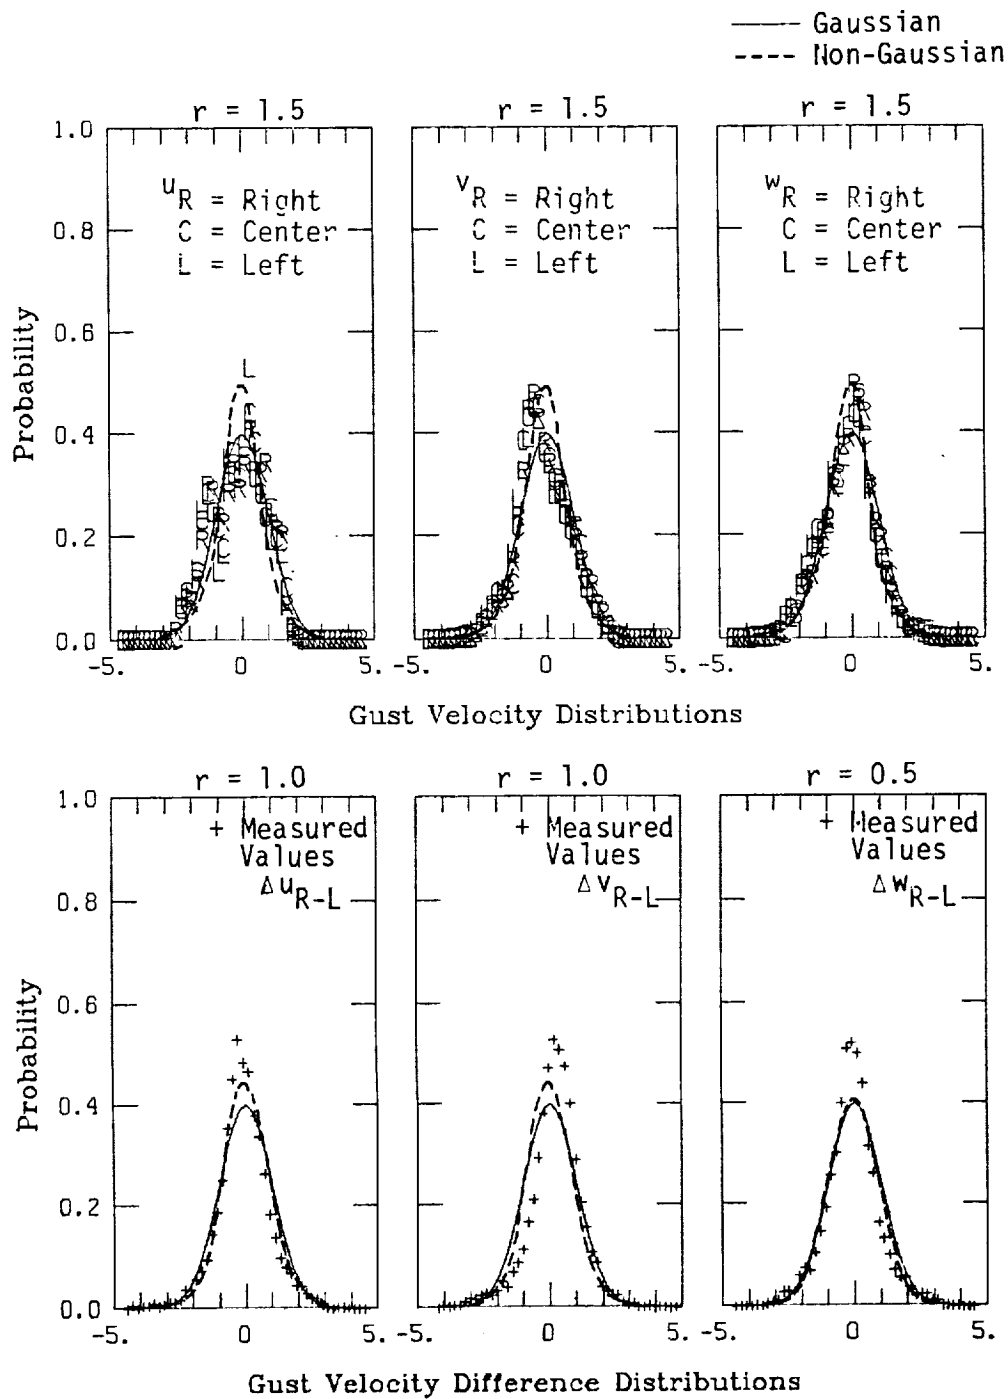 Gaussian
Non-Gaussian
r = 1.5
r = 1.5
r = 1.5
1.0
0.8
0.6
0.4
0.2
0.0
Probability
uR = Right
C = Center
L = Left
vR = Right
C = Center
L = Left
wR = Right
C = Center
L = Left
-5. 0 5.
-5. 0 5.
-5. 0 5.
Gust Velocity Distributions
r = 1.0
r = 1.0
r = 0.5
1.0
0.8
0.6
0.4
0.2
0.0
Probability
+ Measured
Values
ΔuR-L
+ Measured
Values
ΔvR-L
+ Measured
Values
ΔwR-L
-5. 0 5.
-5. 0 5.
-5. 0 5.
Gust Velocity Difference Distributions